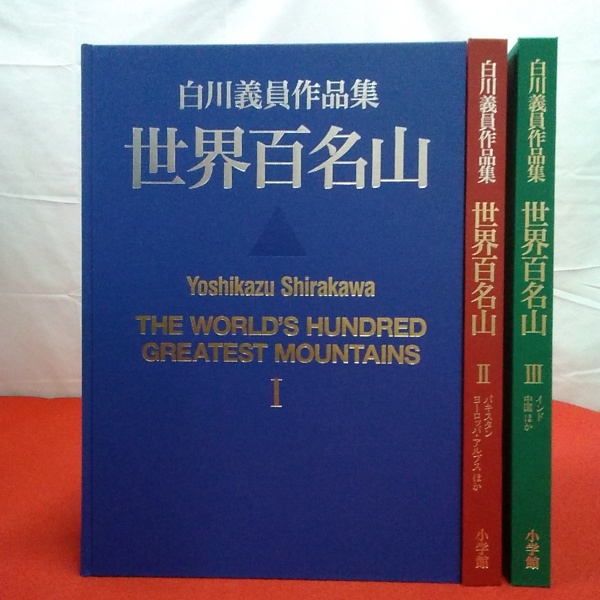 白川義員作品集
世界百名山
Yoshikazu Shirakawa
THE WORLD'S HUNDRED
GREATEST MOUNTAINS
I
白川義員作品集
世界百名山
II
パキスタン
ヨーロッパ・アルプス ほか
小学館
白川義員作品集
世界百名山
III
インド
中国 ほか
小学館